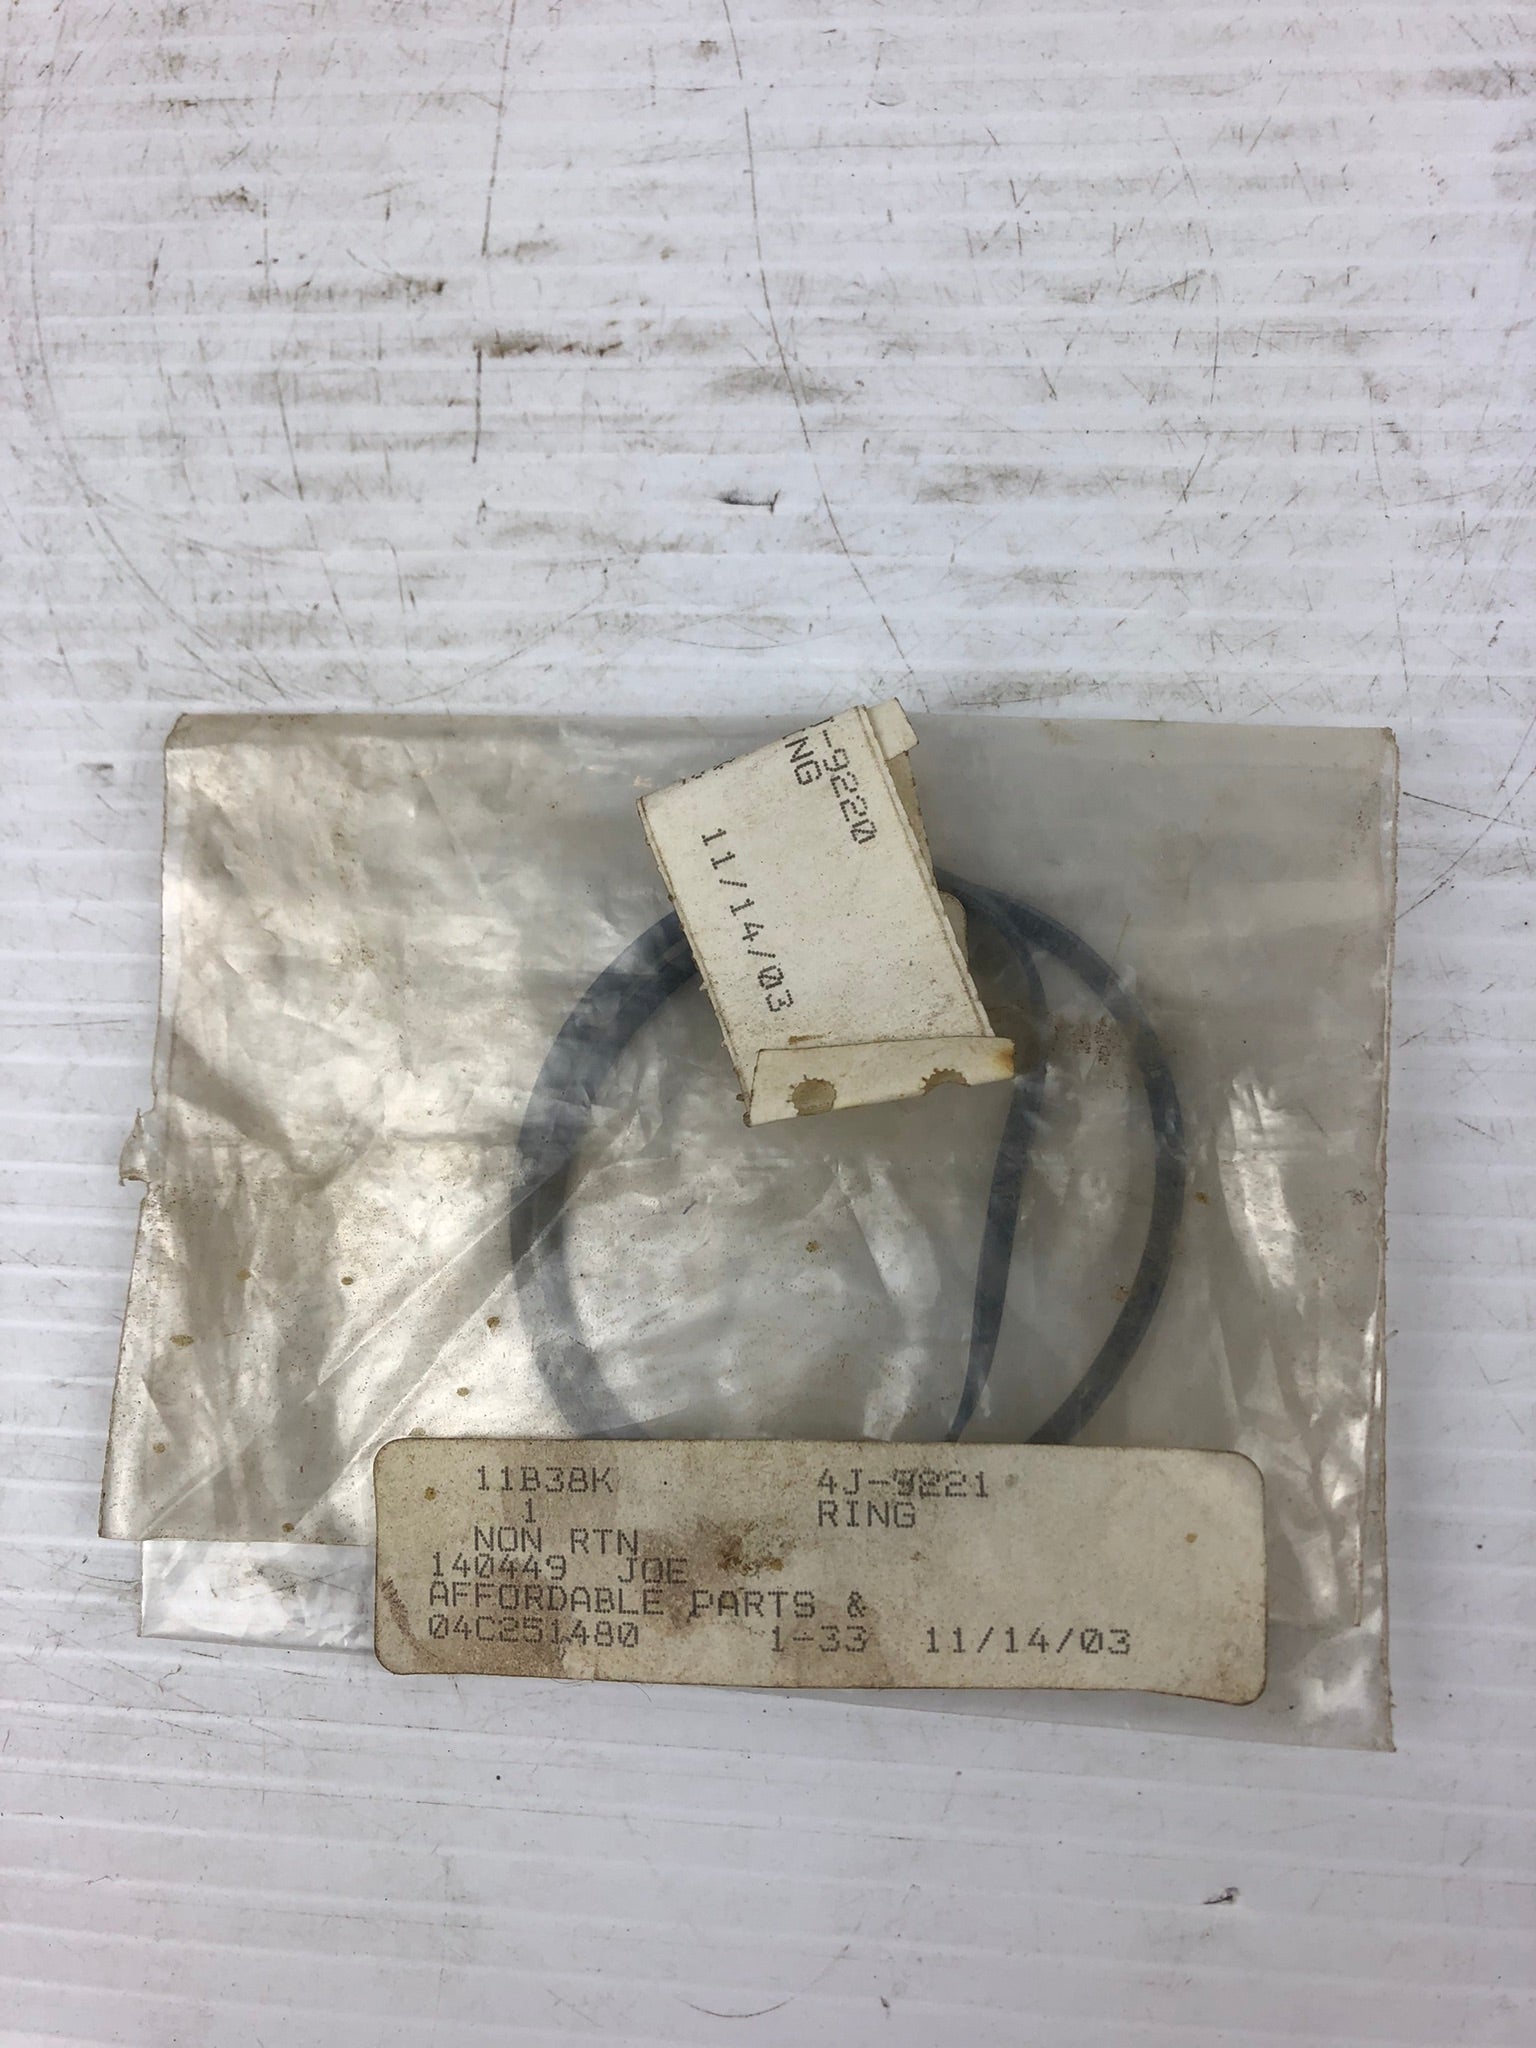 -9220
NG
11/14/03
11B38K 4J-9221
1 RING
NON RTN
140449 JOE
AFFORDABLE PARTS &
04C251480 1-33 11/14/03